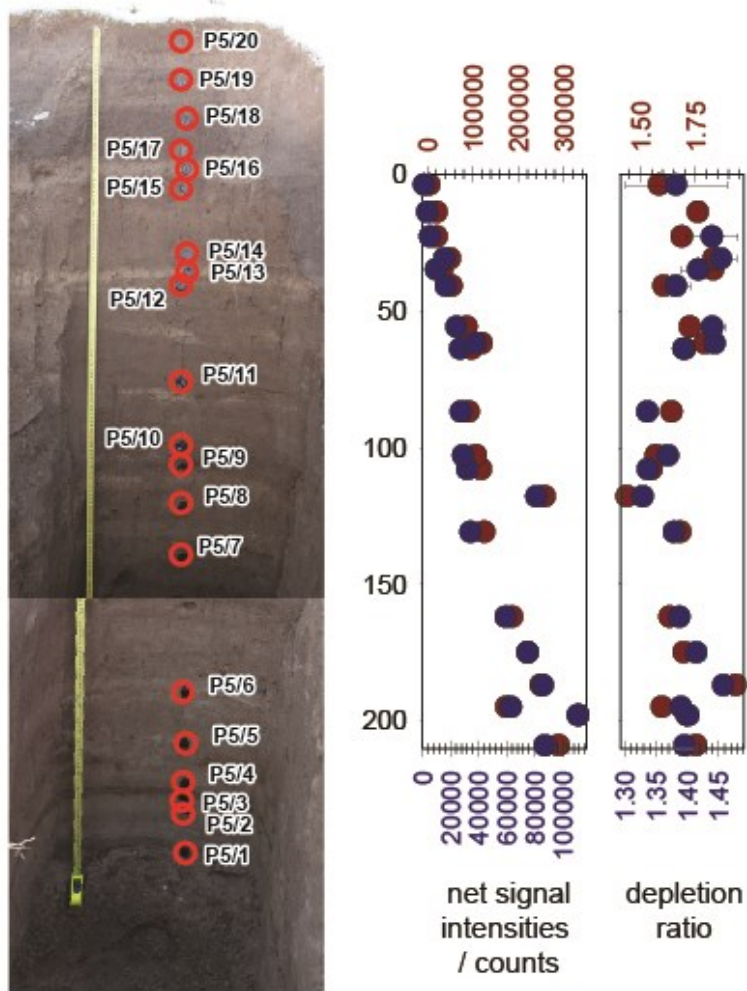 P5/20
P5/19
P5/18
P5/17
P5/16
P5/15
P5/14
P5/13
P5/12
P5/11
P5/10
P5/9
P5/8
P5/7
P5/6
P5/5
P5/4
P5/3
P5/2
P5/1
0 100000 200000 300000
1.50 1.75
0
50
100
150
200
0 20000 40000 60000 80000 100000
1.30 1.35 1.40 1.45
net signal
intensities
/ counts
depletion
ratio